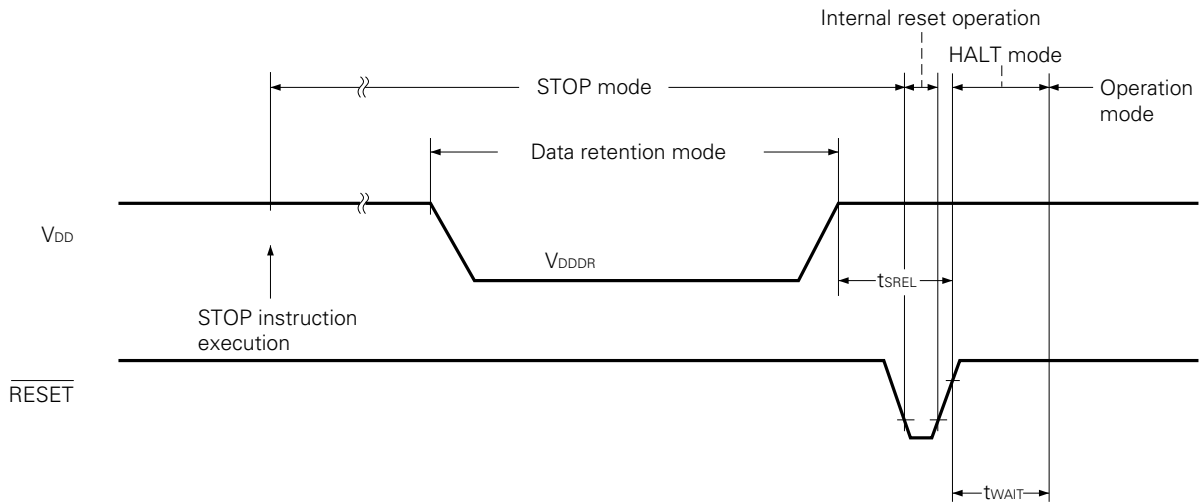 Internal reset operation
HALT mode
STOP mode
Operation
mode
Data retention mode
VDD
VDDDR
tSREL
STOP instruction
execution
RESET
tWAIT